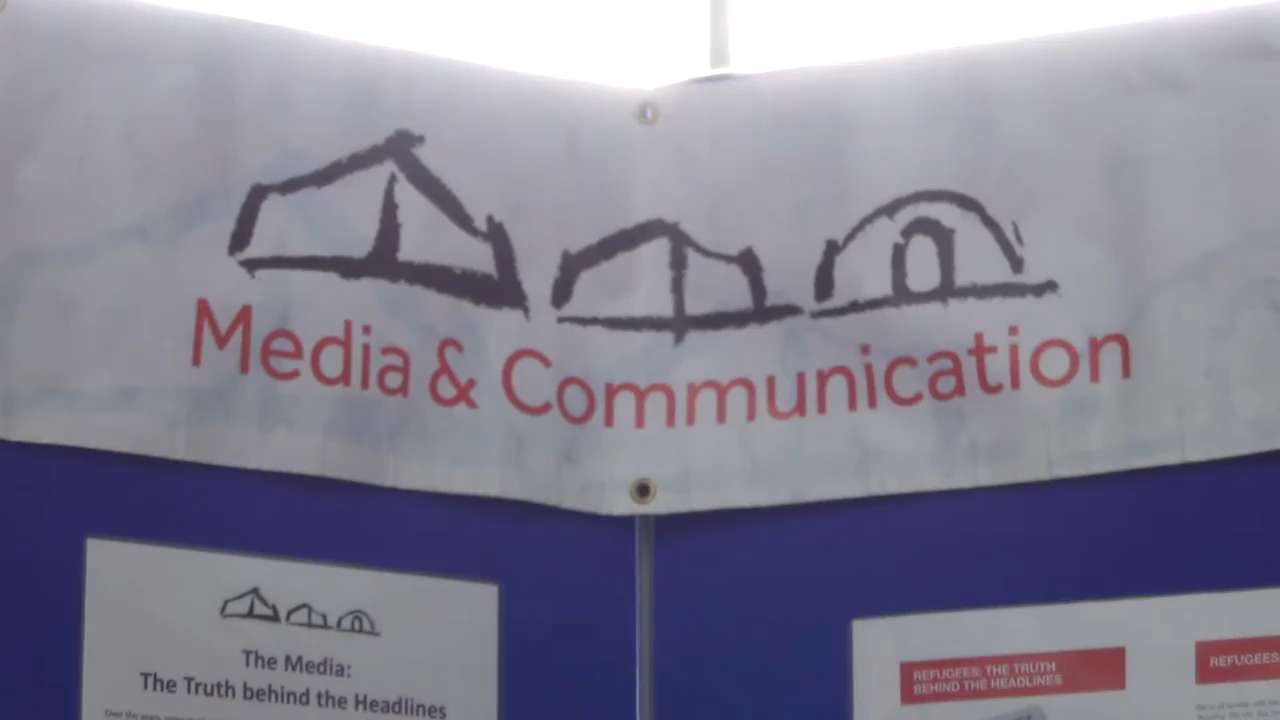 Media & Communication
The Media:
The Truth behind the Headlines
REFUGEES: THE TRUTH
BEHIND THE HEADLINES
REFUGEES